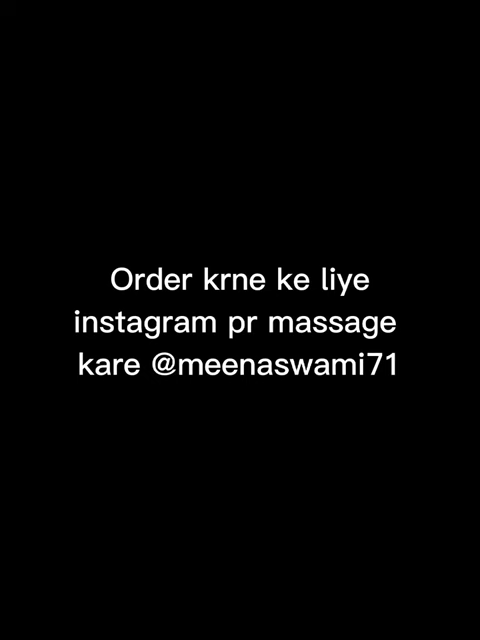 Order krne ke liye
instagram pr massage
kare @meenaswami71